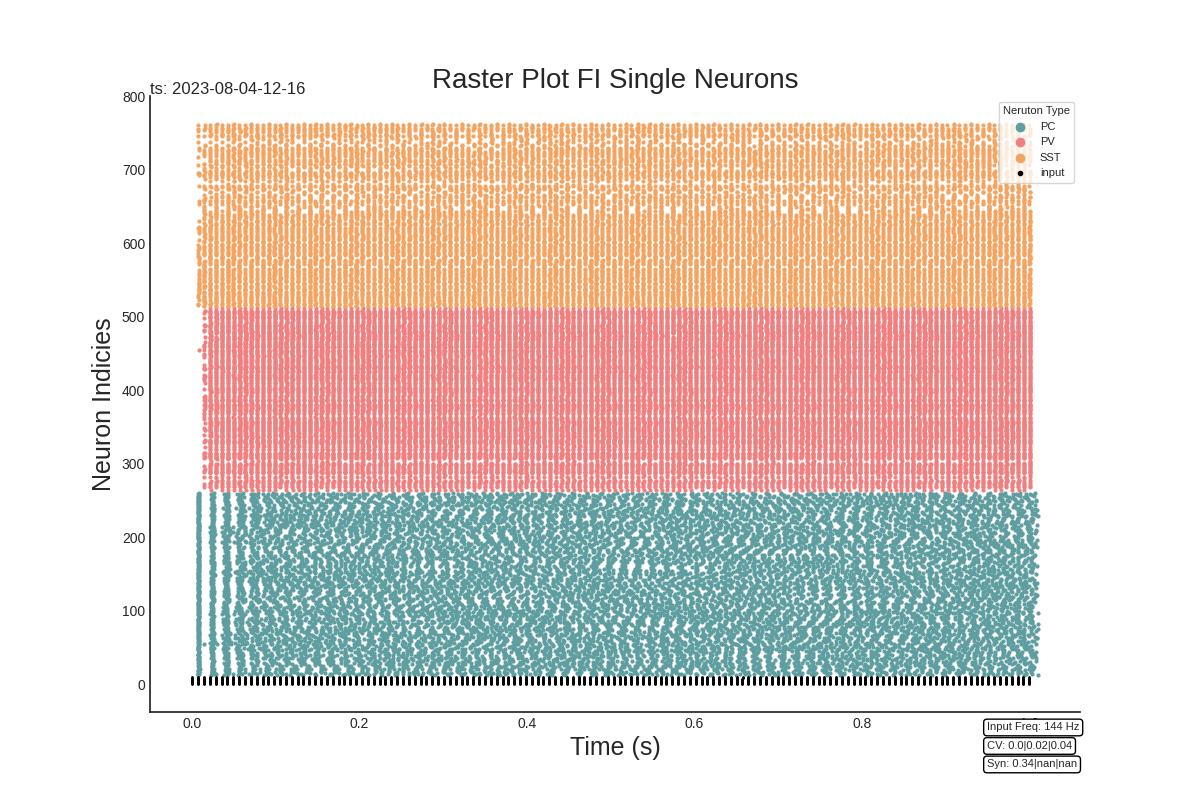 Raster Plot FI Single Neurons
ts: 2023-08-04-12-16
Neruton Type
PC
PV
SST
input
Neuron Indicies
800
700
600
500
400
300
200
100
0
0.0
0.2
0.4
0.6
0.8
Time (s)
Input Freq: 144 Hz
CV: 0.0|0.02|0.04
Syn: 0.34|nan|nan